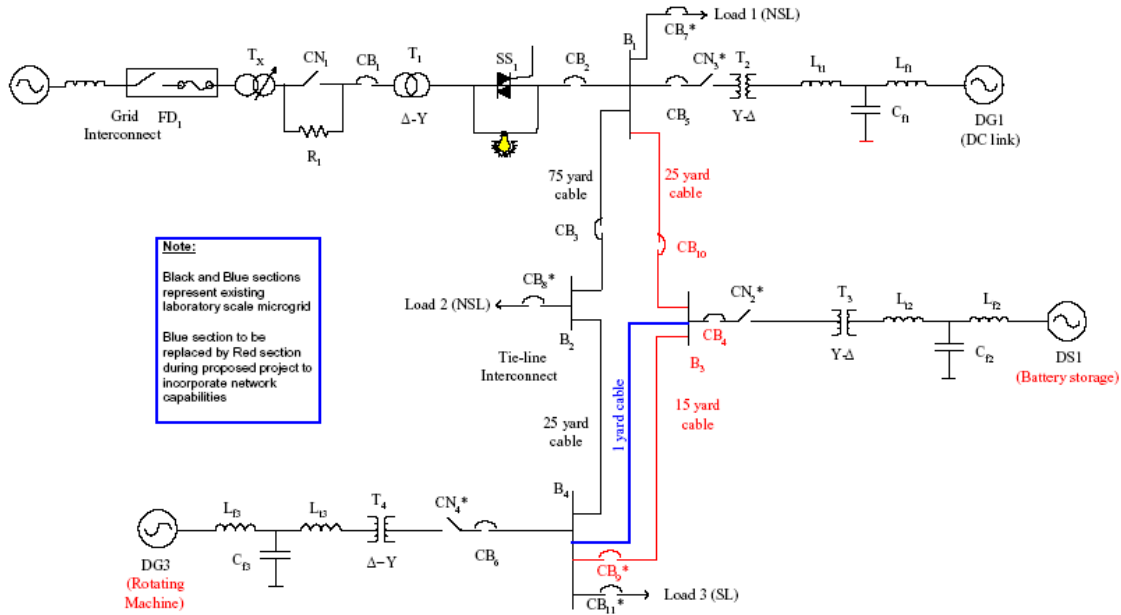 Load 1 (NSL)
CB7*
B1
Tx
CN1
CB1
T1
SS1
CB2
CN3*
T2
Lt1
Lf1
Grid
Interconnect
FD1
R1
Δ-Y
CB5
Y-Δ
Cf1
DG1
(DC link)
75 yard
cable
25 yard
cable
CB3
CB10
Note:
Black and Blue sections
represent existing
laboratory scale microgrid
Blue section to be
replaced by Red section
during proposed project to
incorporate network
capabilities
Load 2 (NSL)
CB8*
B2
CN2*
T3
Lt2
Lf2
CB4
B3
Y-Δ
Cf2
DS1
(Battery storage)
Tie-line
Interconnect
1 yard cable
15 yard
cable
25 yard
cable
B4
Lf3
Lt3
T4
CN4*
Cf3
Δ-Y
CB6
DG3
(Rotating
Machine)
CB9*
CB11*
Load 3 (SL)